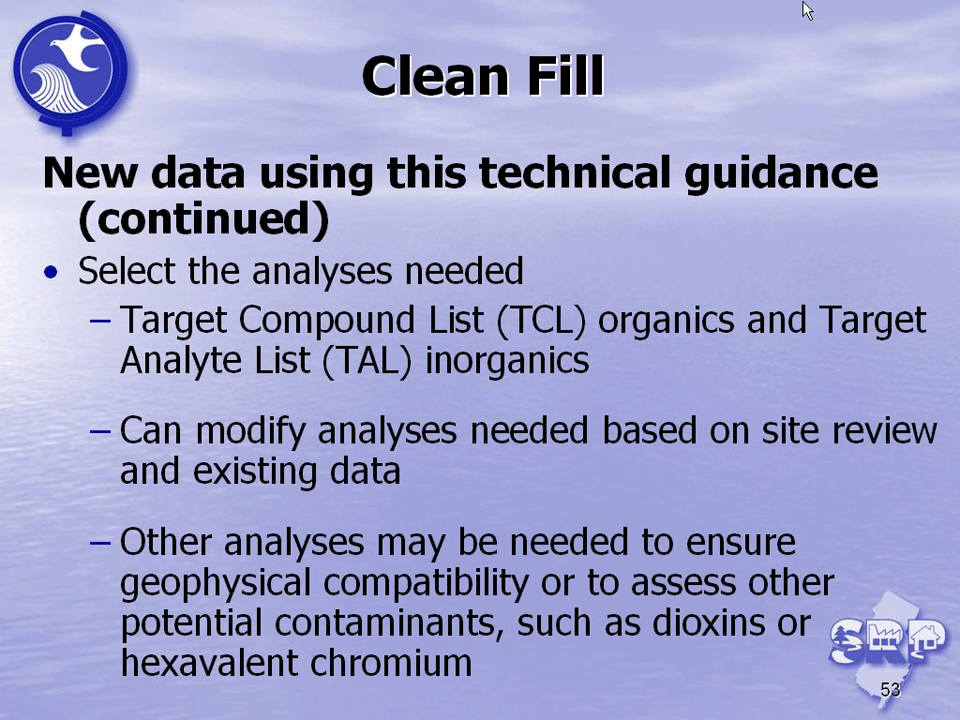 Clean Fill
New data using this technical guidance
(continued)
• Select the analyses needed
– Target Compound List (TCL) organics and Target
Analyte List (TAL) inorganics
– Can modify analyses needed based on site review
and existing data
– Other analyses may be needed to ensure
geophysical compatibility or to assess other
potential contaminants, such as dioxins or
hexavalent chromium
SRP
53